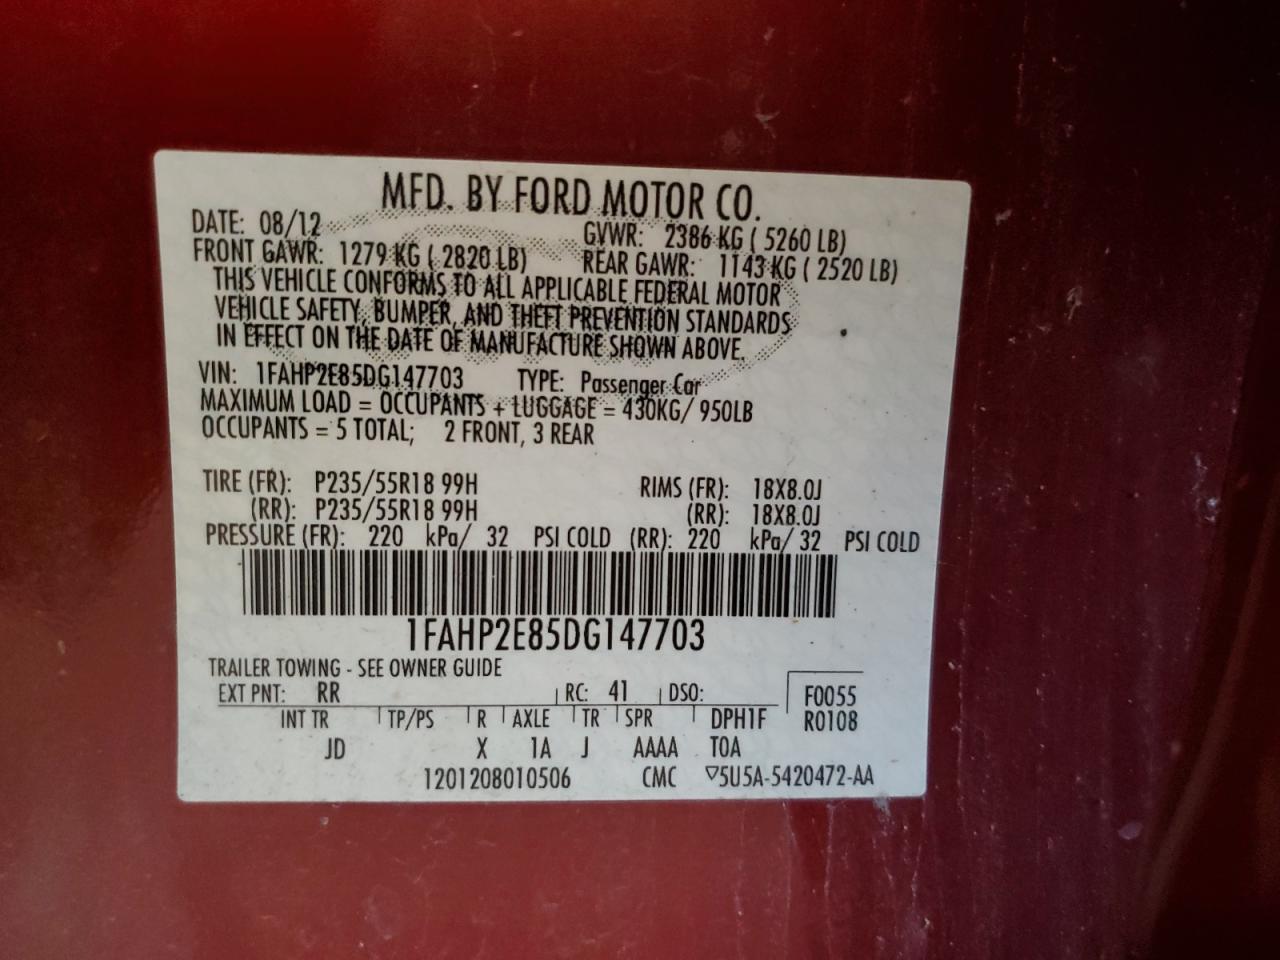 MFD. BY FORD MOTOR CO.
DATE: 08/12 GVWR: 2386 KG ( 5260 LB)
FRONT GAWR: 1279 KG ( 2820 LB) REAR GAWR: 1143 KG ( 2520 LB)
THIS VEHICLE CONFORMS TO ALL APPLICABLE FEDERAL MOTOR
VEHICLE SAFETY, BUMPER, AND THEFT PREVENTION STANDARDS
IN EFFECT ON THE DATE OF MANUFACTURE SHOWN ABOVE.
VIN: 1FAHP2E85DG147703 TYPE: Passenger Car
MAXIMUM LOAD = OCCUPANTS + LUGGAGE = 430KG/ 950LB
OCCUPANTS = 5 TOTAL; 2 FRONT, 3 REAR
TIRE (FR): P235/55R18 99H RIMS (FR): 18X8.0J
(RR): P235/55R18 99H (RR): 18X8.0J
PRESSURE (FR): 220 kPa/ 32 PSI COLD (RR): 220 kPa/ 32 PSI COLD
1FAHP2E85DG147703
TRAILER TOWING - SEE OWNER GUIDE
EXT PNT: RR RC: 41 DSO: F0055
INT TR TP/PS R AXLE TR SPR DPH1F R0108
JD X 1A J AAAA TOA
1201208010506 CMC ▽5U5A-5420472-AA